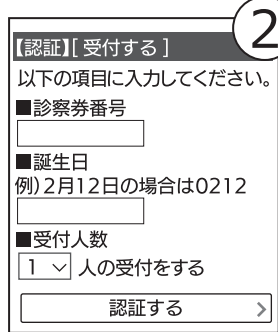 ②
【認証】[ 受付する ]
以下の項目に入力してください。
■診察券番号
■誕生日
例)2月12日の場合は0212
■受付人数
1 人の受付をする
認証する >